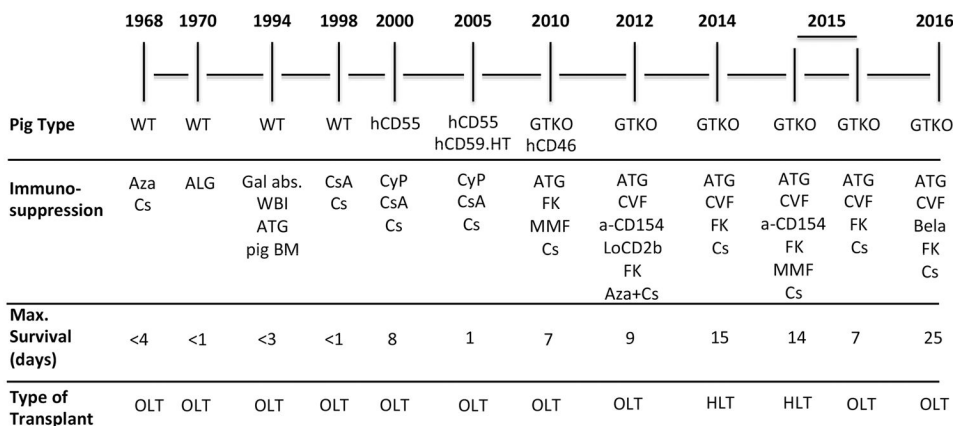 1968 1970 1994 1998 2000 2005 2010 2012 2014 2015 2016
Pig Type WT WT WT WT hCD55 hCD55 GTKO GTKO GTKO GTKO GTKO GTKO
hCD59.HT hCD46
Immuno- Aza ALG Gal abs. CsA CyP CyP ATG ATG ATG ATG ATG ATG
suppression Cs WBI Cs CsA CsA FK CVF CVF CVF CVF CVF
ATG Cs Cs MMF a-CD154 FK a-CD154 FK Bela
pig BM Cs LoCD2b Cs FK Cs FK
FK MMF Cs
Aza+Cs Cs
Max.
Survival <4 <1 <3 <1 8 1 7 9 15 14 7 25
(days)
Type of OLT OLT OLT OLT OLT OLT OLT OLT HLT HLT OLT OLT
Transplant